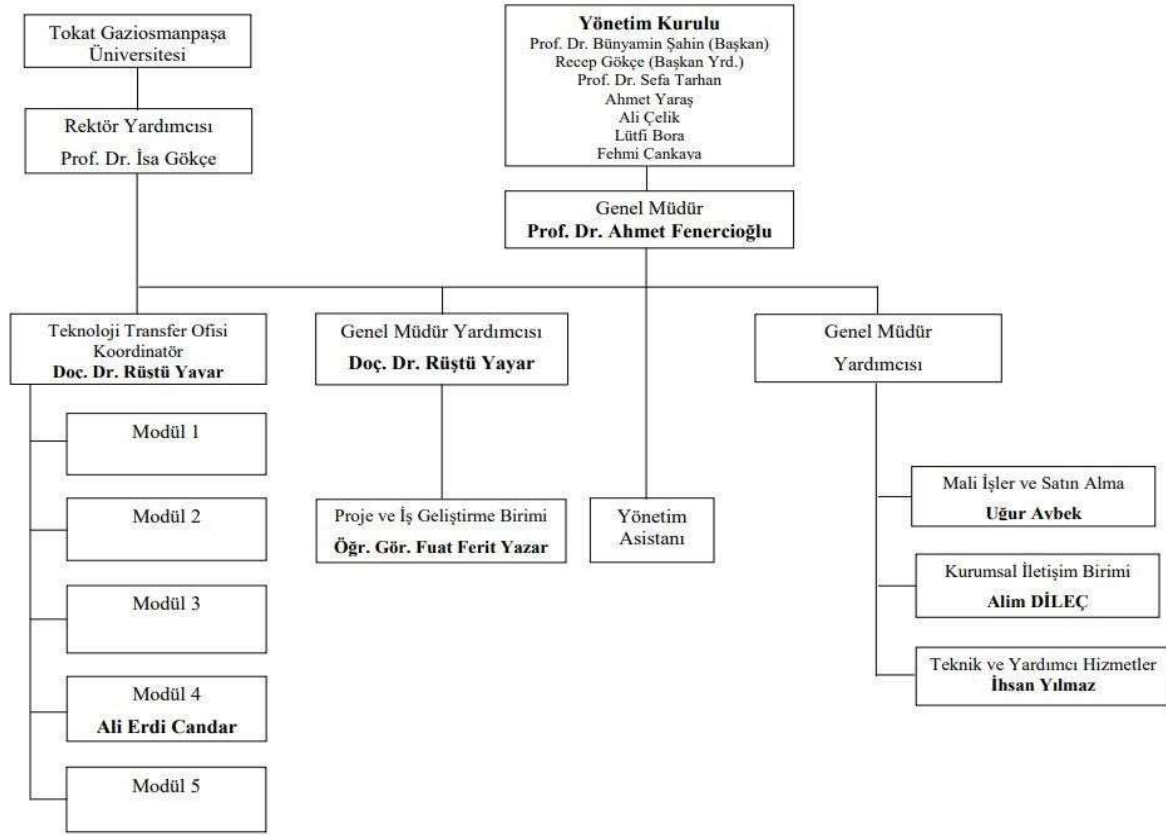 Tokat Gaziosmanpaşa
Üniversitesi
Rektör Yardımcısı
Prof. Dr. İsa Gökçe
Yönetim Kurulu
Prof. Dr. Bünyamin Şahin (Başkan)
Recep Gökçe (Başkan Yrd.)
Prof. Dr. Sefa Tarhan
Ahmet Yaraş
Ali Çelik
Lütfi Bora
Fehmi Cankaya
Genel Müdür
Prof. Dr. Ahmet Fenercioğlu
Teknoloji Transfer Ofisi
Koordinatör
Doç. Dr. Rüştü Yayar
Modül 1
Modül 2
Modül 3
Modül 4
Ali Erdi Candar
Modül 5
Genel Müdür Yardımcısı
Doç. Dr. Rüştü Yayar
Proje ve İş Geliştirme Birimi
Öğr. Gör. Fuat Ferit Yazar
Yönetim
Asistanı
Genel Müdür
Yardımcısı
Mali İşler ve Satın Alma
Uğur Aybek
Kurumsal İletişim Birimi
Alim DİLEÇ
Teknik ve Yardımcı Hizmetler
İhsan Yılmaz